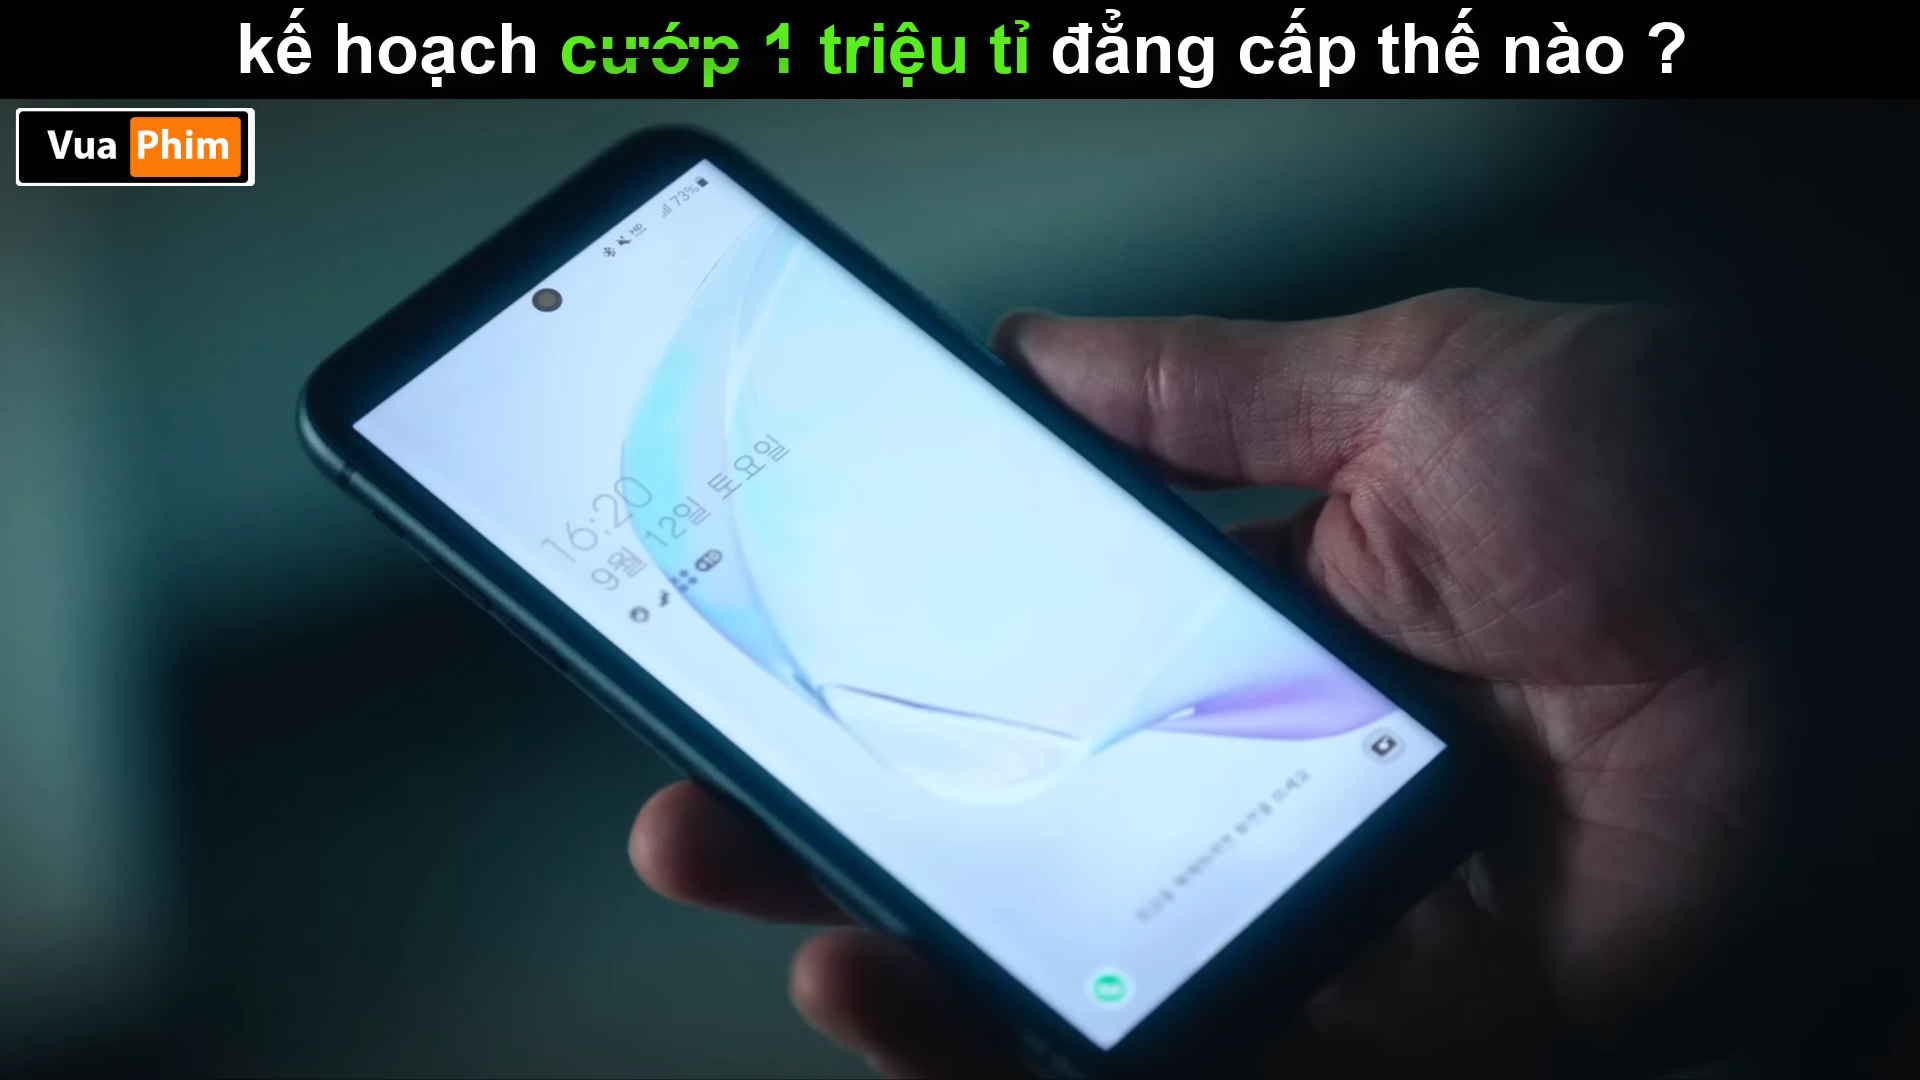 kế hoạch cướp 1 triệu tỉ đẳng cấp thế nào ?
Vua Phim
73%
16:20
9월 12일 토요일
+10